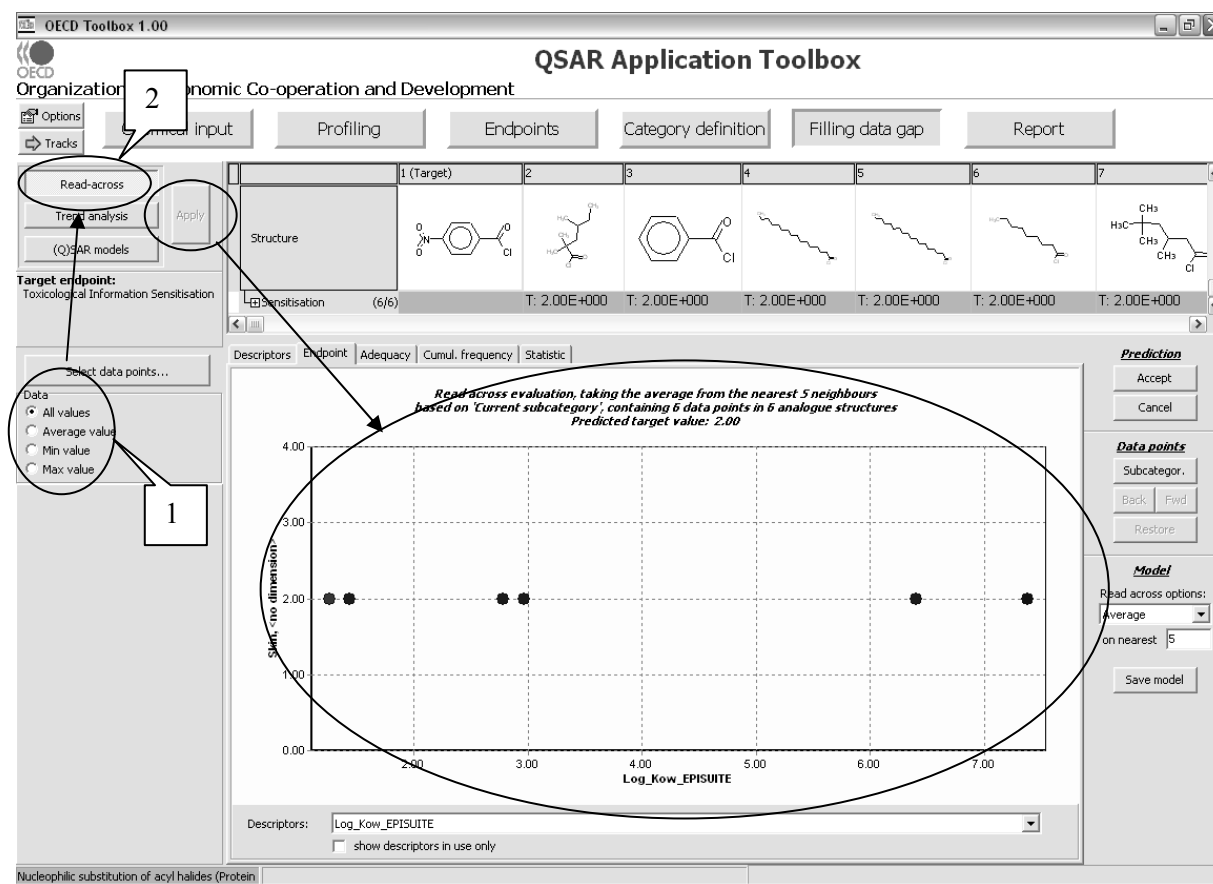 OECD Toolbox 1.00
OECD
QSAR Application Toolbox
Organization Co-operation and Development
2
Options
Tracks
input
Profiling
Endpoints
Category definition
Filling data gap
Report
Read-across
Trend analysis
(Q)SAR models
Apply
1 (Target) 2 3 4 5 6 7
Structure
Sensitisation (6/6) T: 2.00E+000 T: 2.00E+000 T: 2.00E+000 T: 2.00E+000 T: 2.00E+000 T: 2.00E+000
Target endpoint:
Toxicological Information Sensitisation
Select data points...
Data
All values
Average value
Min value
Max value
1
Descriptors Endpoint Adequacy Cumul. frequency Statistic
Read across evaluation, taking the average from the nearest 5 neighbours
based on 'Current subcategory', containing 6 data points in 6 analogue structures
Predicted target value: 2.00
Skin, <no dimension>
4.00
3.00
2.00
1.00
0.00
2.00 3.00 4.00 5.00 6.00 7.00
Log_Kow_EPISUITE
Descriptors: Log_Kow_EPISUITE
show descriptors in use only
Prediction
Accept
Cancel
Data points
Subcategor.
Back Fwd
Restore
Model
Read across options:
Average
on nearest 5
Save model
Nucleophilic substitution of acyl halides (Protein